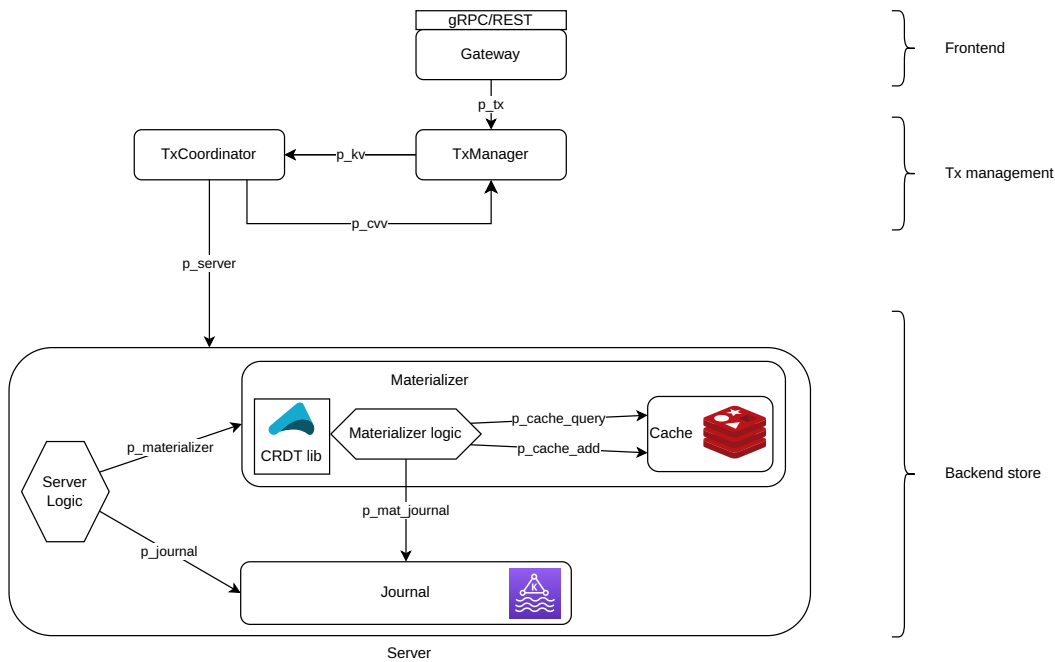 gRPC/REST
Gateway
Frontend
p_tx
TxCoordinator
p_kv
TxManager
Tx management
p_cvv
p_server
Materializer
CRDT lib
Materializer logic
p_cache_query
p_cache_add
Cache
p_materializer
Server
Logic
Backend store
p_mat_journal
p_journal
Journal
K
Server